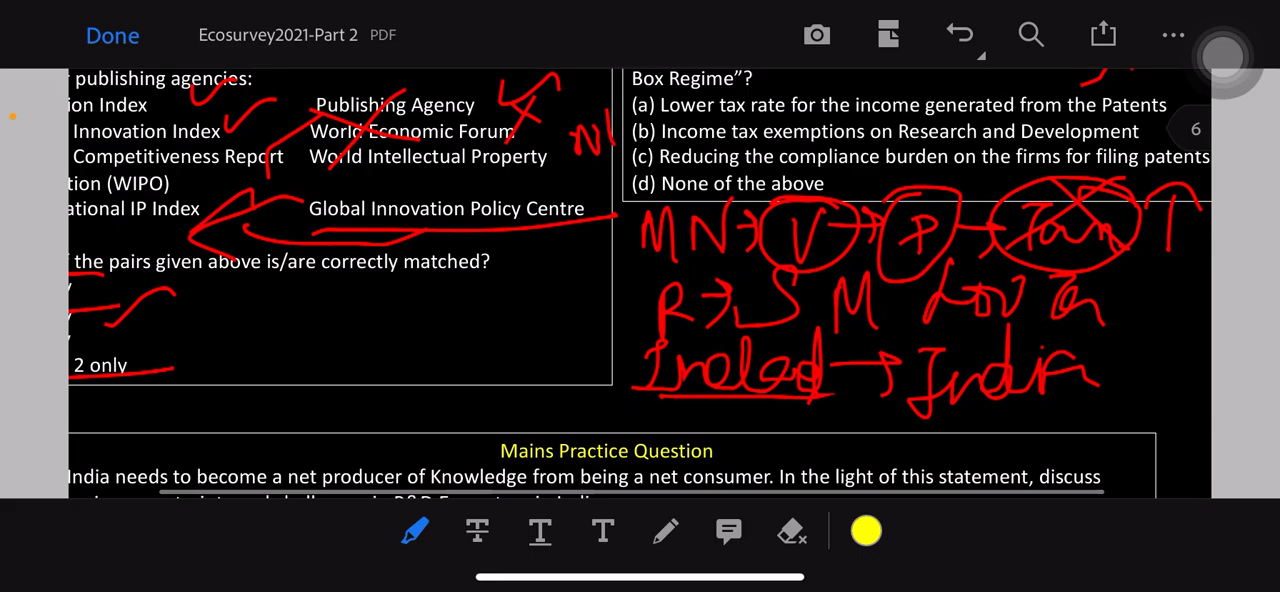 Done Ecosurvey2021-Part 2 PDF
r publishing agencies:
ion Index Publishing Agency
Innovation Index World Economic Forum
Competitiveness Report World Intellectual Property
tion (WIPO)
ational IP Index Global Innovation Policy Centre
f the pairs given above is/are correctly matched?
2 only
Box Regime”?
(a) Lower tax rate for the income generated from the Patents
(b) Income tax exemptions on Research and Development
(c) Reducing the compliance burden on the firms for filing patents
(d) None of the above
6
MN V P
R S M
India
Mains Practice Question
India needs to become a net producer of Knowledge from being a net consumer. In the light of this statement, discuss
T T T